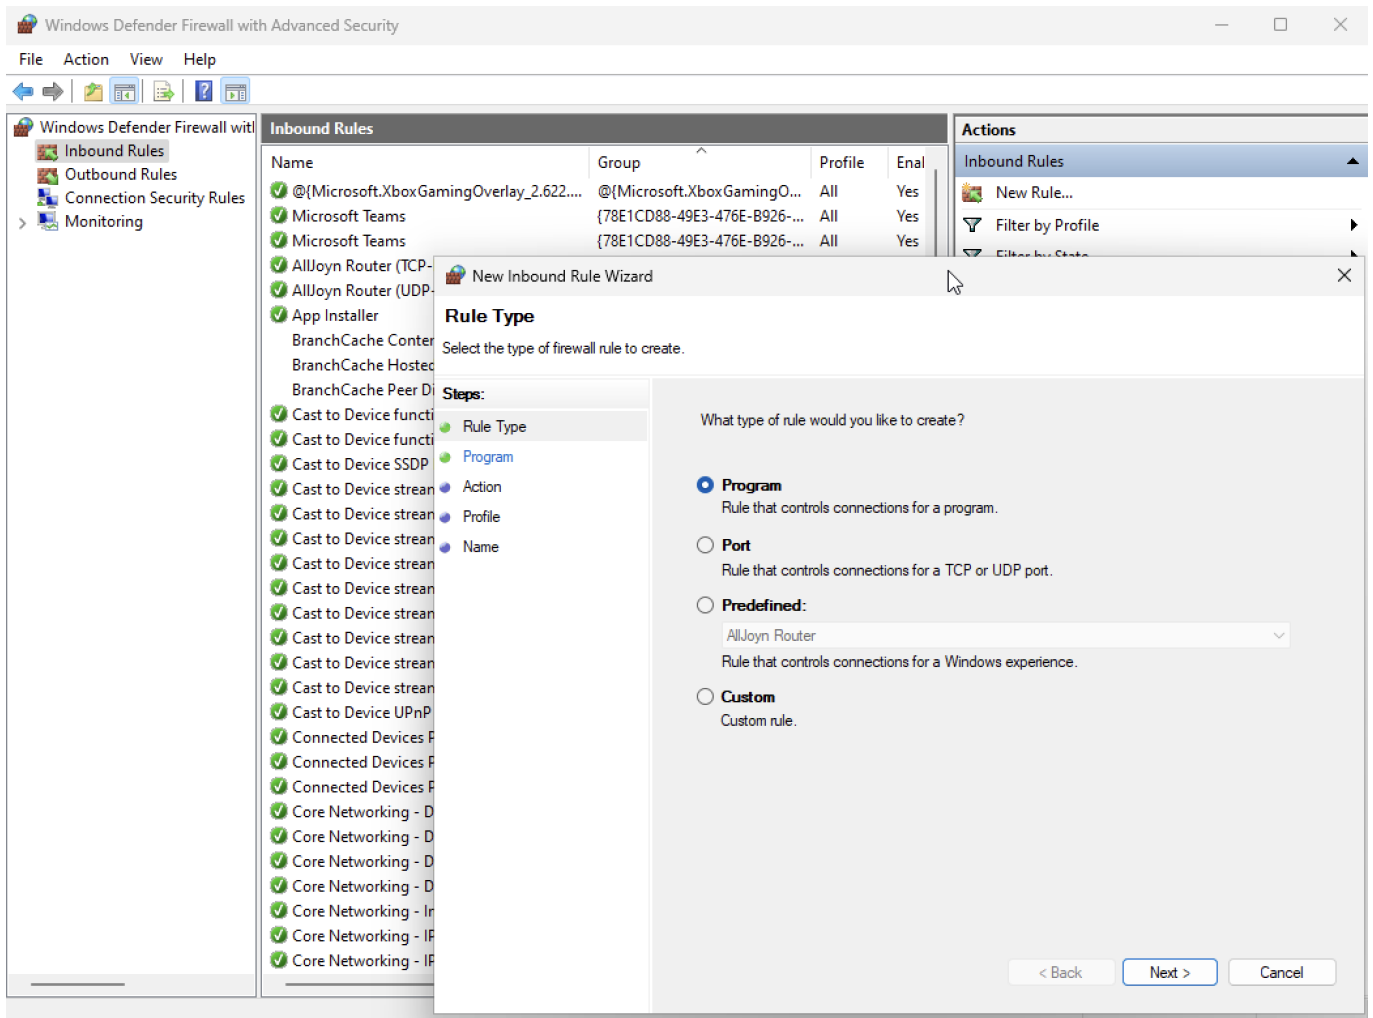 Windows Defender Firewall with Advanced Security
File Action View Help
Windows Defender Firewall wit
Inbound Rules
Outbound Rules
Connection Security Rules
Monitoring
Inbound Rules
Name Group Profile Enal
@{Microsoft.XboxGamingOverlay_2.622.... @{Microsoft.XboxGamingO... All Yes
Microsoft Teams {78E1CD88-49E3-476E-B926-... All Yes
Microsoft Teams {78E1CD88-49E3-476E-B926-... All Yes
AllJoyn Router (TCP-
AllJoyn Router (UDP-
App Installer
BranchCache Conter
BranchCache Hosted
BranchCache Peer Di
Cast to Device functi
Cast to Device functi
Cast to Device SSDP
Cast to Device strean
Cast to Device strean
Cast to Device strean
Cast to Device strean
Cast to Device strean
Cast to Device strean
Cast to Device strean
Cast to Device strean
Cast to Device strean
Cast to Device UPnP
Connected Devices P
Connected Devices P
Connected Devices P
Core Networking - D
Core Networking - D
Core Networking - D
Core Networking - D
Core Networking - Ir
Core Networking - IP
Core Networking - IP
Actions
Inbound Rules
New Rule...
Filter by Profile
Filter by State
New Inbound Rule Wizard
Rule Type
Select the type of firewall rule to create.
Steps:
Rule Type
Program
Action
Profile
Name
What type of rule would you like to create?
Program
Rule that controls connections for a program.
Port
Rule that controls connections for a TCP or UDP port.
Predefined:
AllJoyn Router
Rule that controls connections for a Windows experience.
Custom
Custom rule.
< Back Next > Cancel